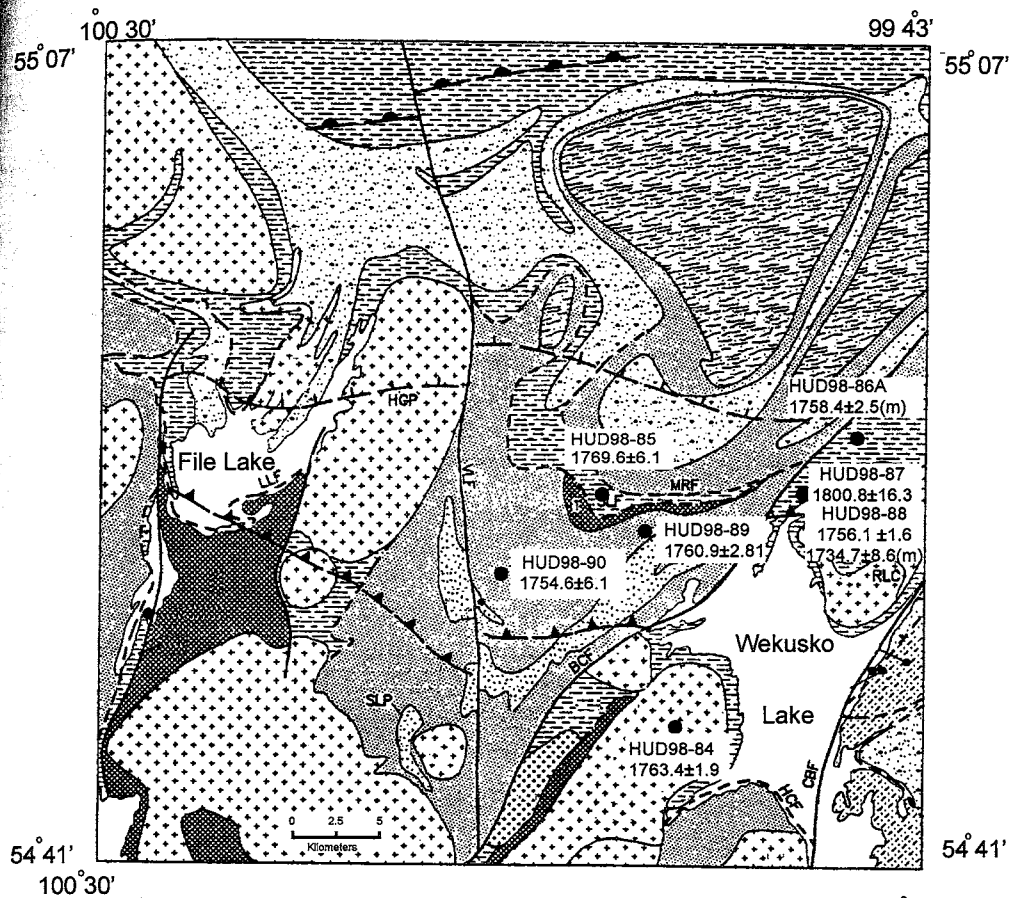 100°30'
99°43'
55°07'
55°07'
HUD98-86A
1758.4±2.5(m)
HGP
HUD98-85
1769.6±6.1
File Lake
LLF
VLF
MRF
HUD98-87
1800.8±16.3
HUD98-88
1756.1 ±1.6
1734.7±8.6(m)
HUD98-89
1760.9±2.81
HUD98-90
1754.6±6.1
RLC
Wekusko
BCF
Lake
SLP
HUD98-84
1763.4±1.9
CBF
HCF
0 2.5 5
Kilometers
54°41'
54°41'
100°30'